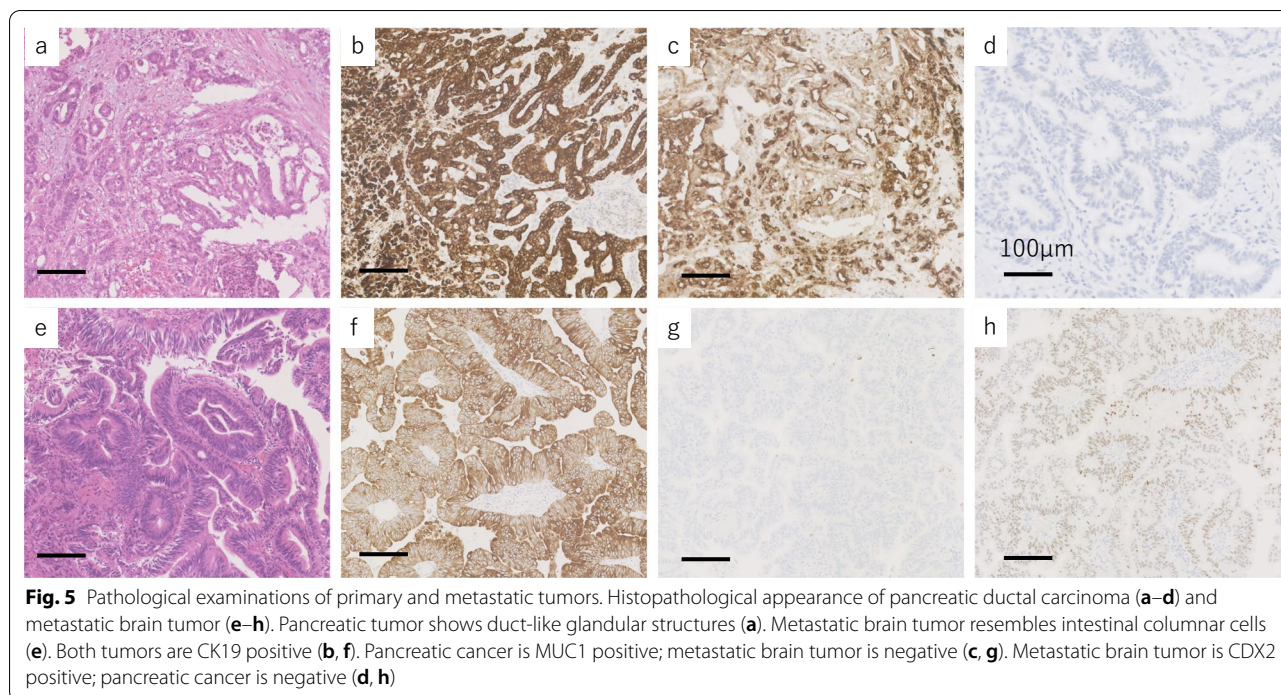 a
b
c
d
100μm
e
f
g
h
Fig. 5 Pathological examinations of primary and metastatic tumors. Histopathological appearance of pancreatic ductal carcinoma (a–d) and
metastatic brain tumor (e–h). Pancreatic tumor shows duct-like glandular structures (a). Metastatic brain tumor resembles intestinal columnar cells
(e). Both tumors are CK19 positive (b, f). Pancreatic cancer is MUC1 positive; metastatic brain tumor is negative (c, g). Metastatic brain tumor is CDX2
positive; pancreatic cancer is negative (d, h)